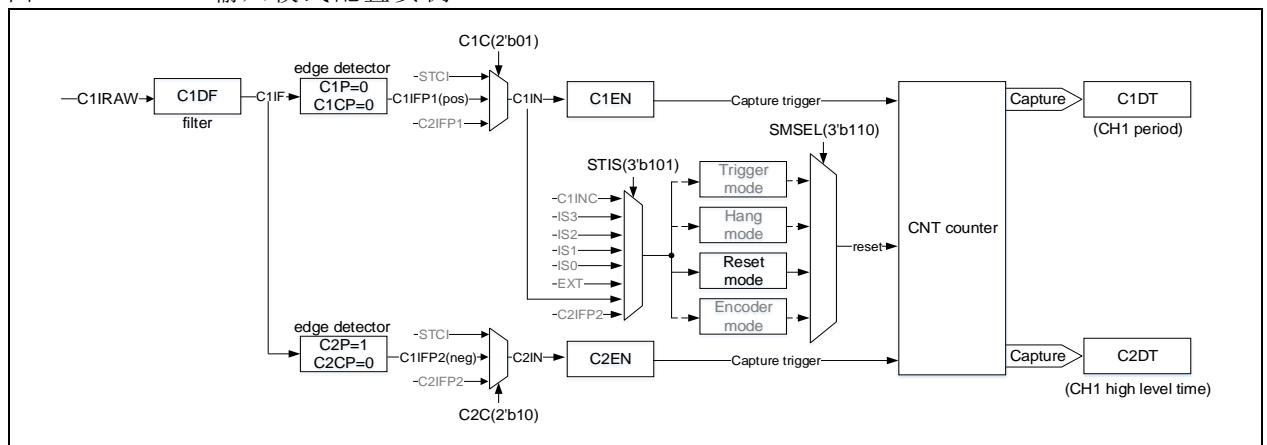 C1C(2'b01)
edge detector
STCI
C1IRAW
C1DF
C1IF
C1P=0
C1CP=0
C1IFP1(pos)
C1IN
C1EN
Capture trigger
Capture
C1DT
filter
C2IFP1
(CH1 period)
SMSEL(3'b110)
STIS(3'b101)
Trigger
mode
C1INC
IS3
IS2
IS1
IS0
EXT
C2IFP2
Hang
mode
Reset
mode
Encoder
mode
reset
CNT counter
edge detector
STCI
C2P=1
C2CP=0
C1IFP2(neg)
C2IN
C2EN
Capture trigger
Capture
C2DT
C2IFP2
(CH1 high level time)
C2C(2'b10)